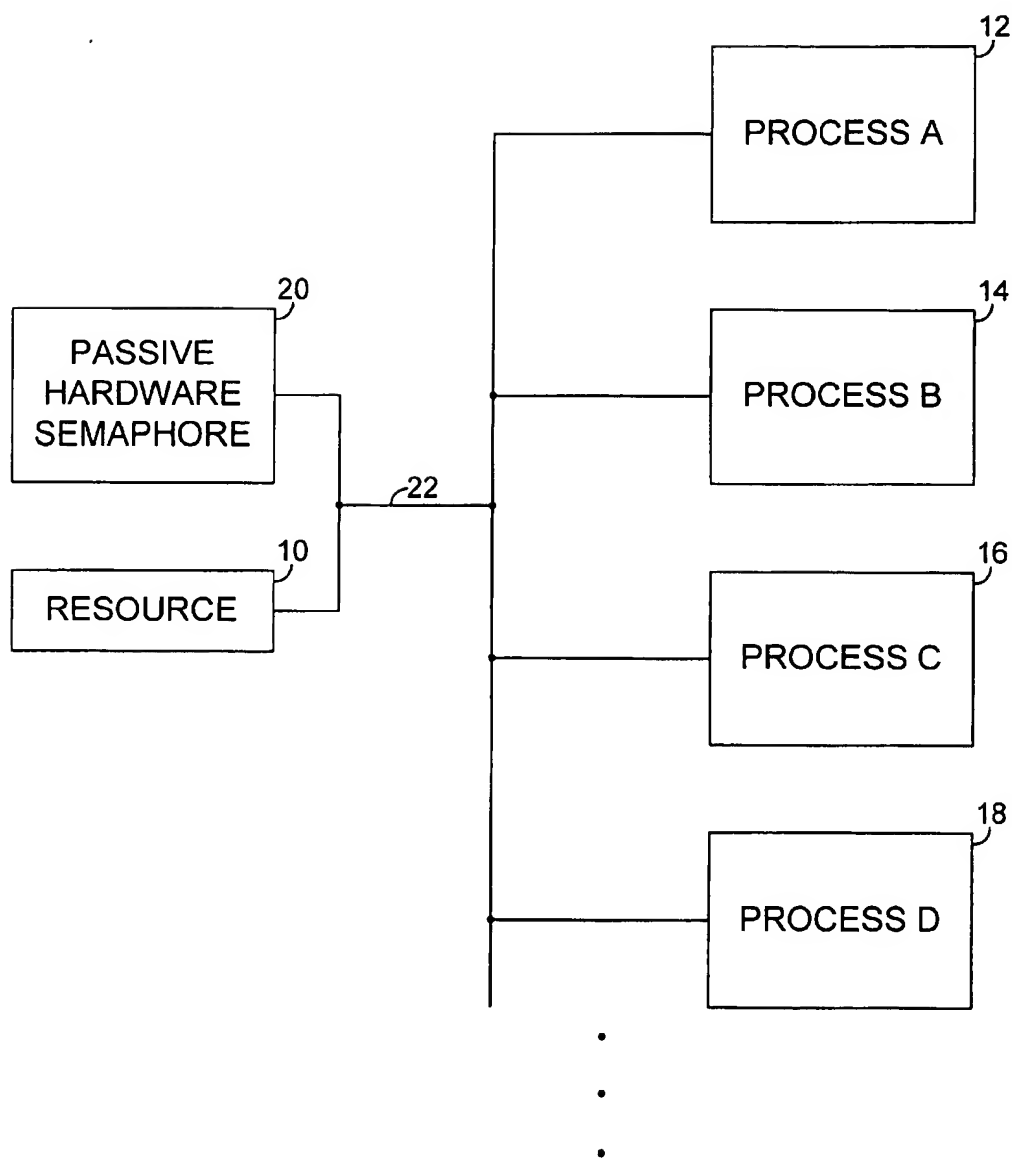 12
PROCESS A
20
PASSIVE
HARDWARE
SEMAPHORE
14
PROCESS B
22
10
RESOURCE
16
PROCESS C
18
PROCESS D